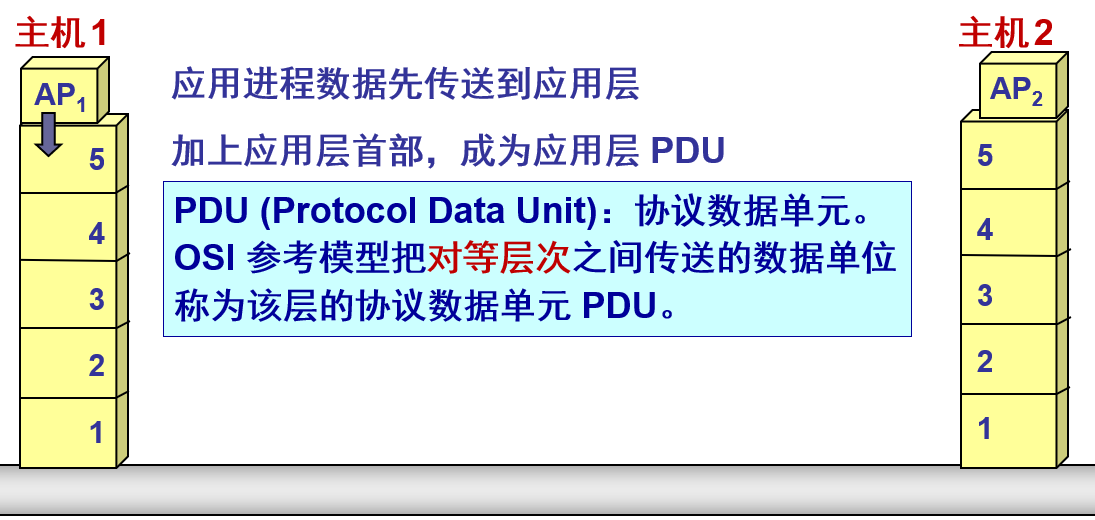 主机1
主机2
AP1
AP2
应用进程数据先传送到应用层
加上应用层首部，成为应用层 PDU
PDU (Protocol Data Unit)：协议数据单元。
OSI 参考模型把对等层次之间传送的数据单位
称为该层的协议数据单元 PDU。
5
4
3
2
1
5
4
3
2
1